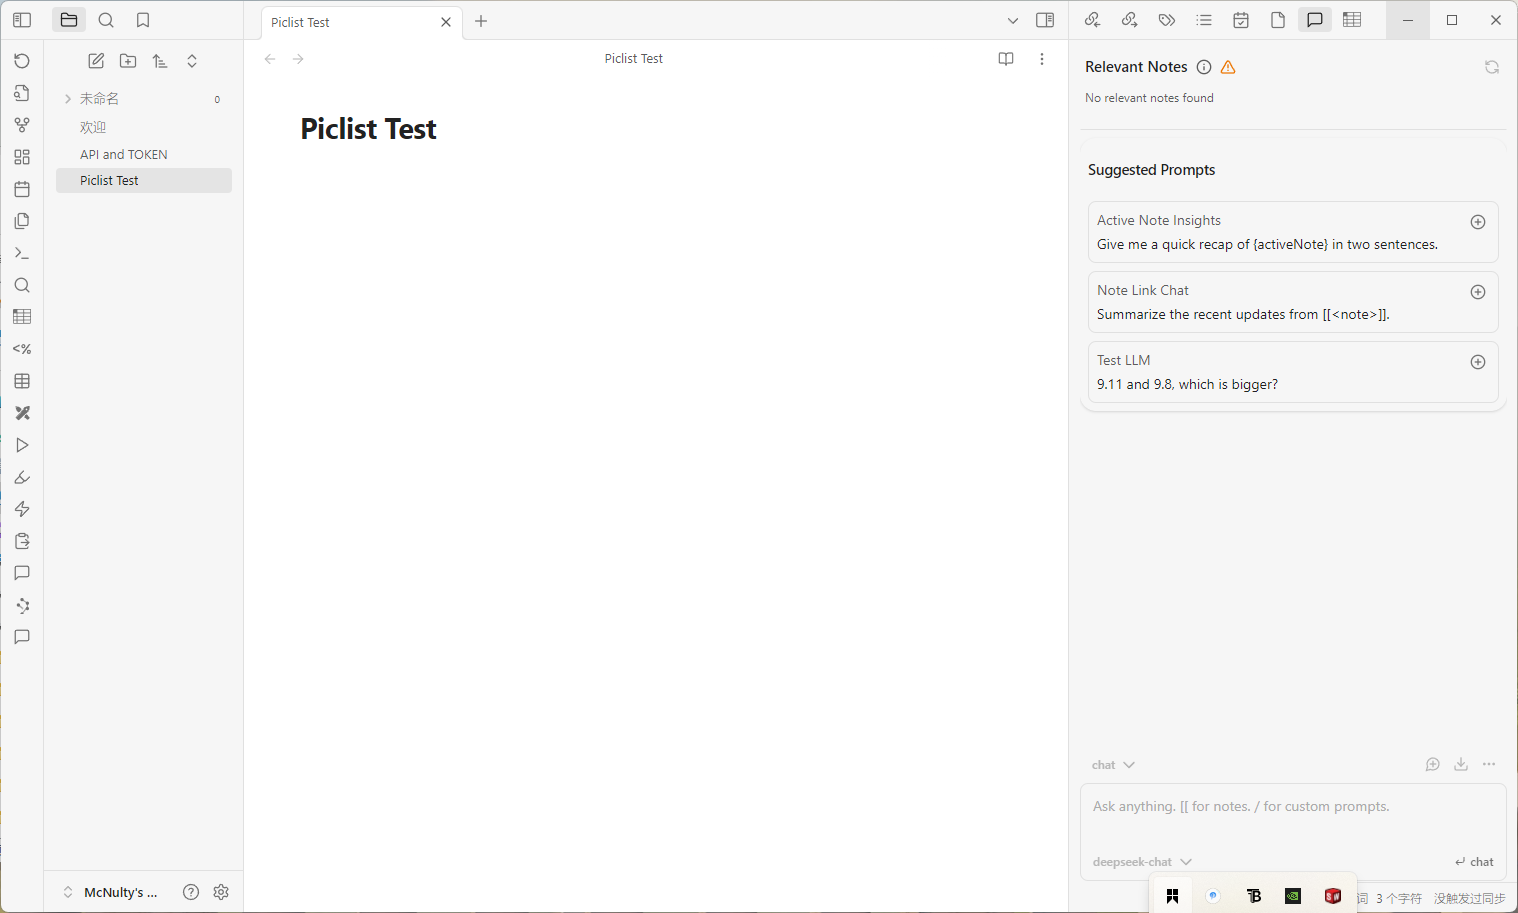 Piclist Test
Piclist Test
未命名
0
欢迎
API and TOKEN
Piclist Test
McNulty's ...
Piclist Test
Relevant Notes
No relevant notes found
Suggested Prompts
Active Note Insights
Give me a quick recap of {activeNote} in two sentences.
Note Link Chat
Summarize the recent updates from [[<note>]].
Test LLM
9.11 and 9.8, which is bigger?
chat
Ask anything. [[ for notes. / for custom prompts.
deepseek-chat
chat
词 3 个字符 没触发过同步